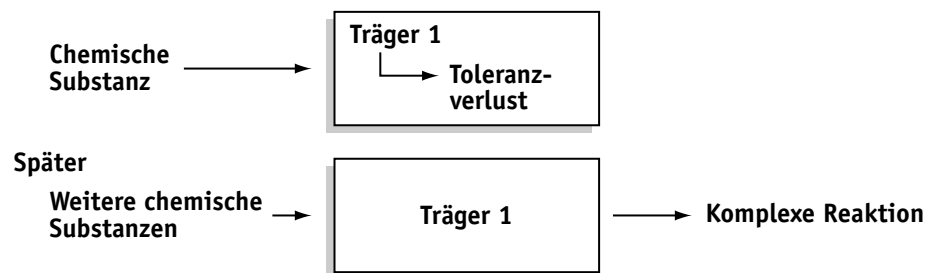 Träger 1
Chemische
Substanz
Toleranz-
verlust
Später
Weitere chemische
Substanzen
Träger 1
Komplexe Reaktion